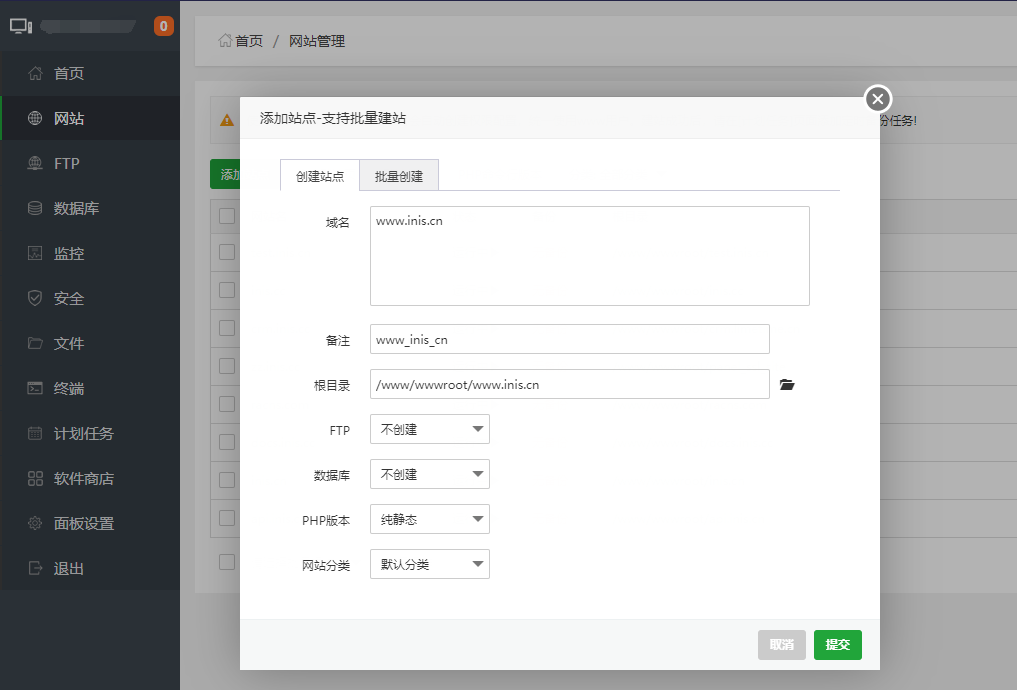 0
首页
网站
FTP
数据库
监控
安全
文件
终端
计划任务
软件商店
面板设置
退出
首页 / 网站管理
份任务!
添加
添加站点-支持批量建站
创建站点 批量创建
域名 www.inis.cn
备注 www_inis_cn
根目录 /www/wwwroot/www.inis.cn
FTP 不创建
数据库 不创建
PHP版本 纯静态
网站分类 默认分类
取消 提交